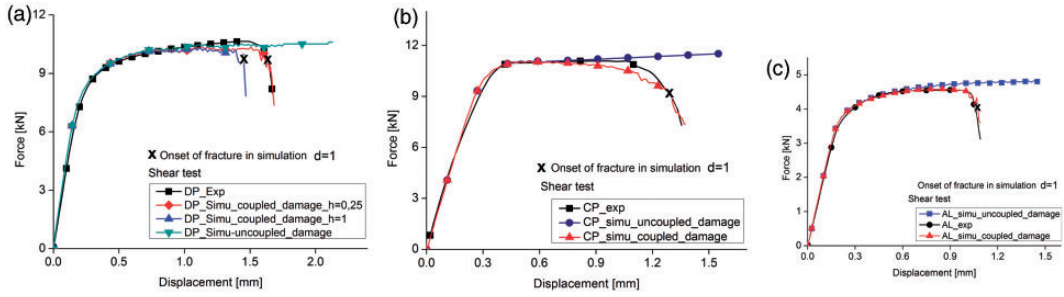 (a)
12
9
6
3
0
Force [kN]
0.0 0.5 1.0 1.5 2.0
Displacement [mm]
x Onset of fracture in simulation d=1
Shear test
DP_Exp
DP_Simu_coupled_damage_h=0,25
DP_Simu_coupled_damage_h=1
DP_Simu-uncoupled_damage
(b)
15
12
9
6
3
0
Force [kN]
0.0 0.3 0.6 0.9 1.2 1.5
Displacement [mm]
x Onset of fracture in simulation d=1
Shear test
CP_exp
CP_simu_uncoupled_damage
CP_simu_coupled_damage
(c)
5
4
3
2
1
0
Force [kN]
0.0 0.3 0.6 0.9 1.2 1.5
Displacement [mm]
Onset of fracture in simulation d=1
Shear test
AL_simu_uncoupled_damage
AL_exp
AL_simu_coupled_damage